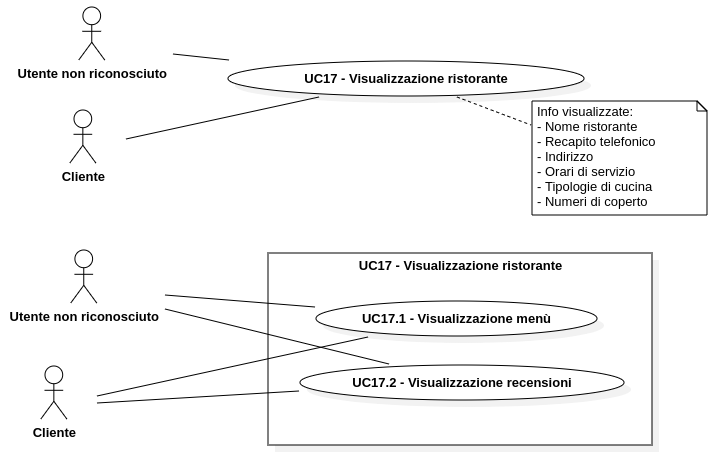 Utente non riconosciuto
UC17 - Visualizzazione ristorante
Cliente
Info visualizzate:
- Nome ristorante
- Recapito telefonico
- Indirizzo
- Orari di servizio
- Tipologie di cucina
- Numeri di coperto
UC17 - Visualizzazione ristorante
Utente non riconosciuto
UC17.1 - Visualizzazione menù
UC17.2 - Visualizzazione recensioni
Cliente